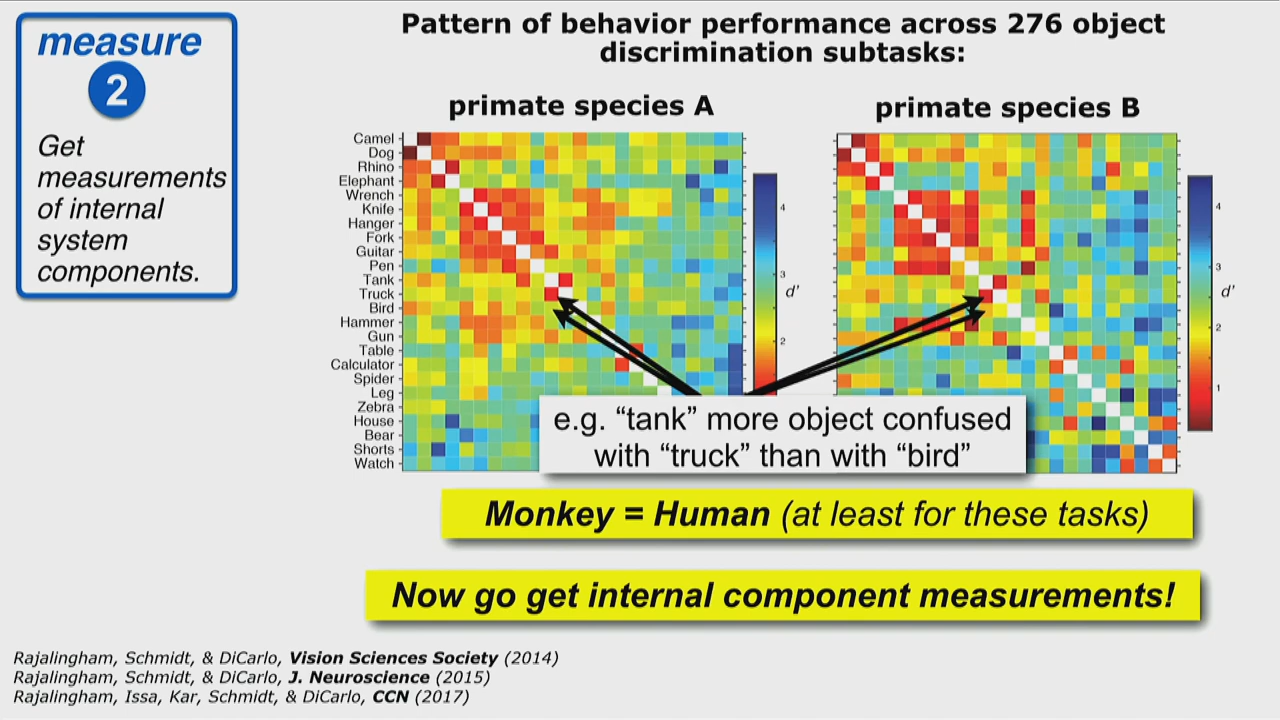 measure
2
Get
measurements
of internal
system
components.
Pattern of behavior performance across 276 object
discrimination subtasks:
primate species A
primate species B
Camel
Dog
Rhino
Elephant
Wrench
Knife
Hanger
Fork
Guitar
Pen
Tank
Truck
Bird
Hammer
Gun
Table
Calculator
Spider
Leg
Zebra
House
Bear
Shorts
Watch
4
3
2
d'
4
3
2
1
d'
e.g. “tank” more object confused
with “truck” than with “bird”
Monkey = Human (at least for these tasks)
Now go get internal component measurements!
Rajalingham, Schmidt, & DiCarlo, Vision Sciences Society (2014)
Rajalingham, Schmidt, & DiCarlo, J. Neuroscience (2015)
Rajalingham, Issa, Kar, Schmidt, & DiCarlo, CCN (2017)